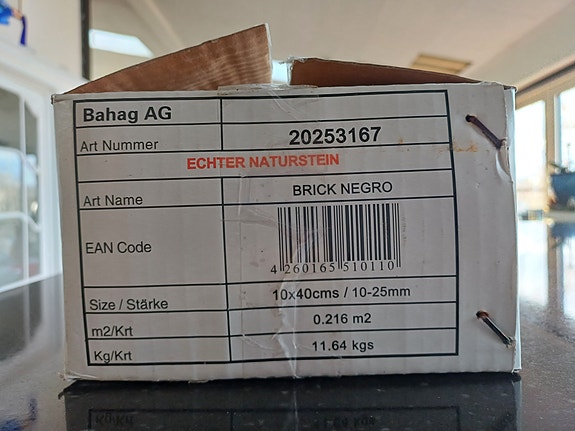 Bahag AG
Art Nummer 20253167
ECHTER NATURSTEIN
Art Name BRICK NEGRO
EAN Code
4 260165 510110
Size / Stärke 10x40cms / 10-25mm
m2/Krt 0.216 m2
Kg/Krt 11.64 kgs